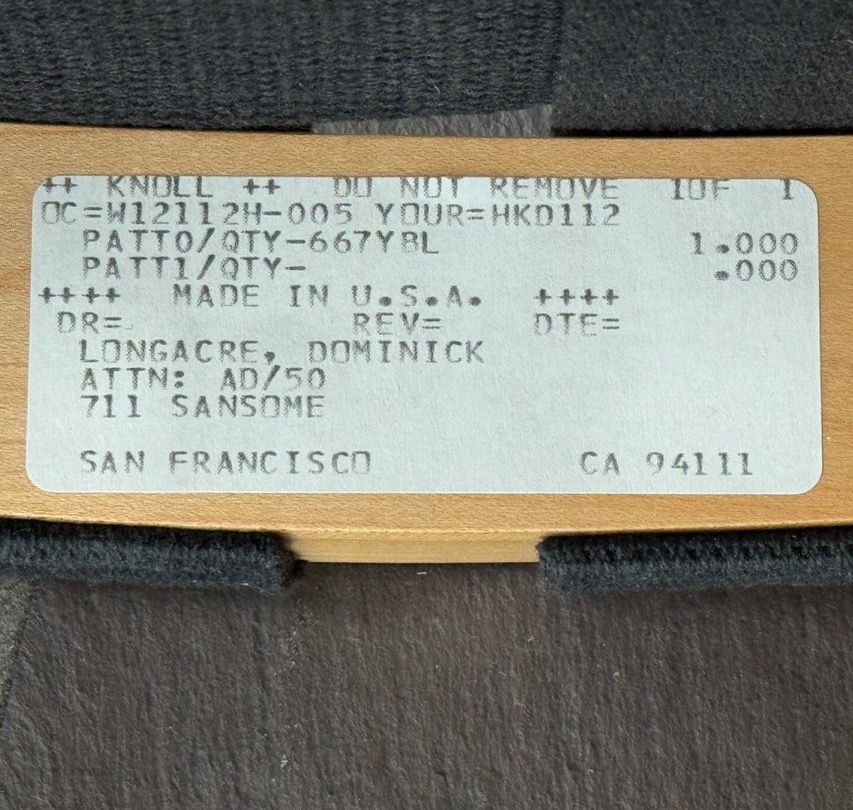 ++ KNOLL ++ DO NOT REMOVE 1OF 1
OC=W12112H-005 YOUR=HKD112
PATT0/QTY-667YBL 1.000
PATT1/QTY- .000
++++ MADE IN U.S.A. ++++
DR= REV= DTE=
LONGACRE, DOMINICK
ATTN: AD/50
711 SANSOME
SAN FRANCISCO CA 94111